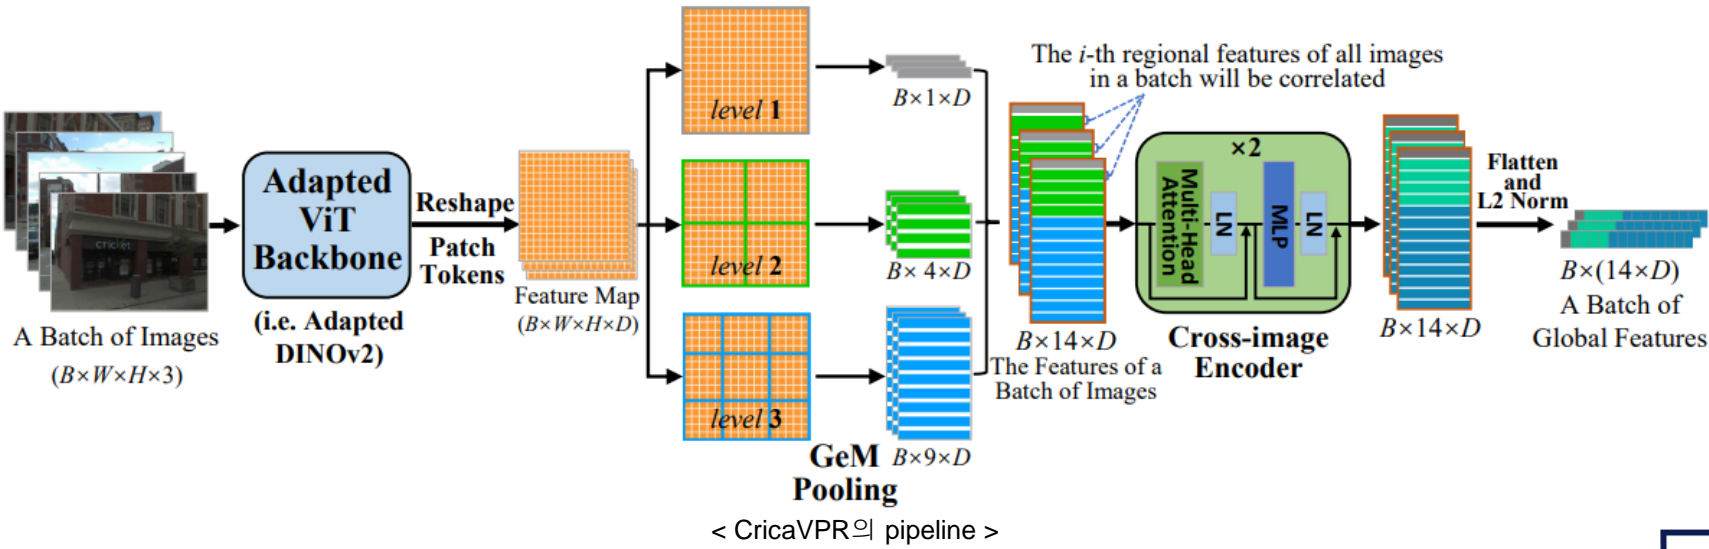 A Batch of Images
(B×W×H×3)
cricket
Adapted
ViT
Backbone
(i.e. Adapted
DINOv2)
Reshape
Patch
Tokens
Feature Map
(B×W×H×D)
level 1
level 2
level 3
B×1×D
B× 4×D
B×9×D
GeM
Pooling
The i-th regional features of all images
in a batch will be correlated
B×14×D
The Features of a
Batch of Images
×2
Multi-Head
Attention
LN
MLP
LN
Cross-image
Encoder
B×14×D
Flatten
and
L2 Norm
B×(14×D)
A Batch of
Global Features
< CricaVPR의 pipeline >